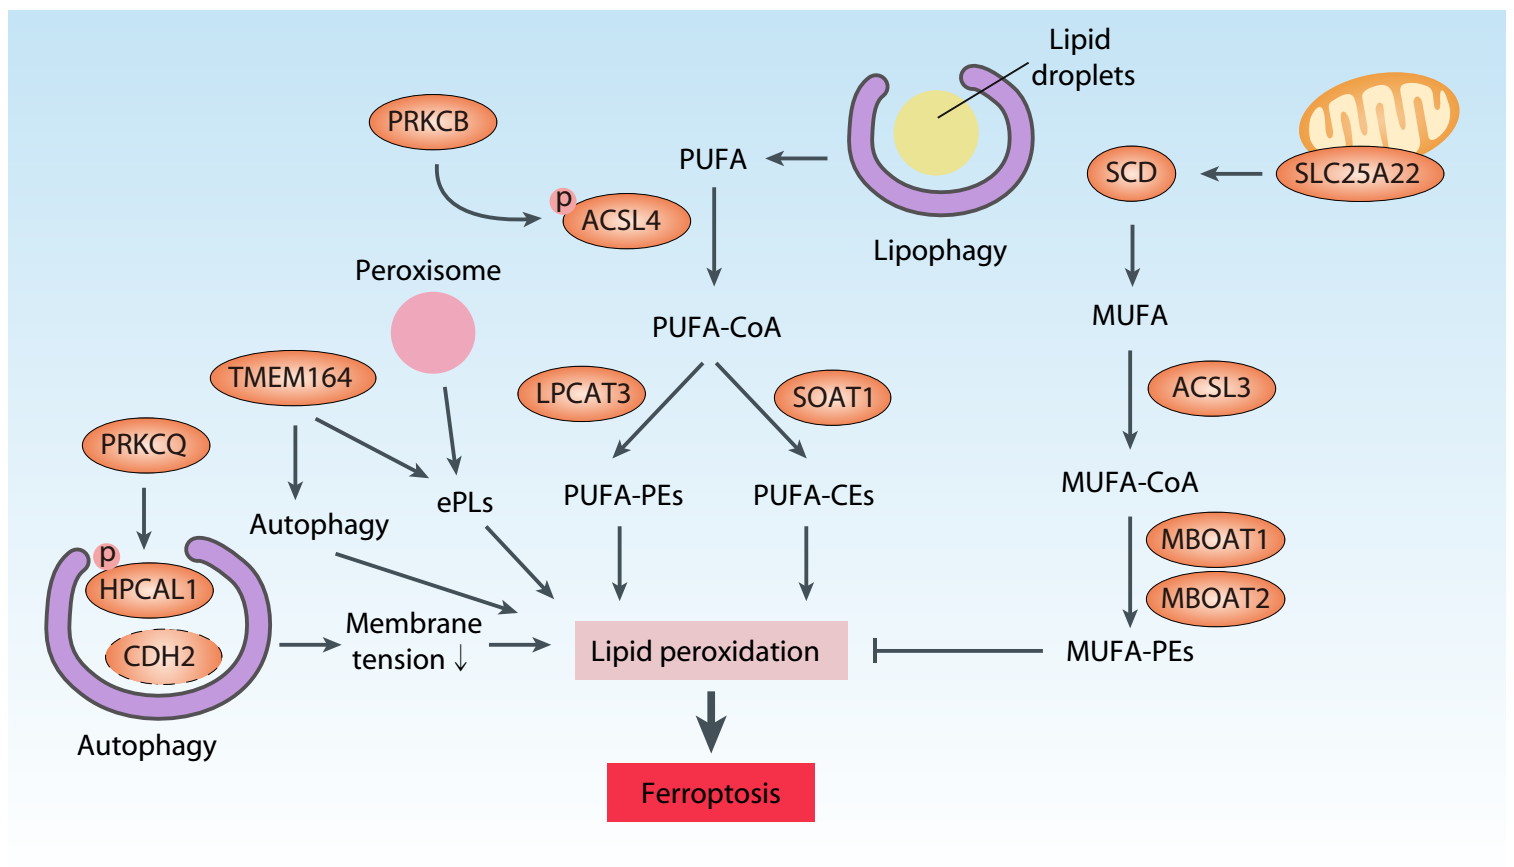 Lipid
droplets
PRKCB
PUFA
SCD
SLC25A22
p
ACSL4
Lipophagy
Peroxisome
MUFA
PUFA-CoA
TMEM164
LPCAT3
SOAT1
ACSL3
PRKCQ
MUFA-CoA
ePLs
PUFA-PEs
PUFA-CEs
Autophagy
MBOAT1
p
HPCAL1
MBOAT2
Membrane
tension ↓
CDH2
Lipid peroxidation
MUFA-PEs
Autophagy
Ferroptosis